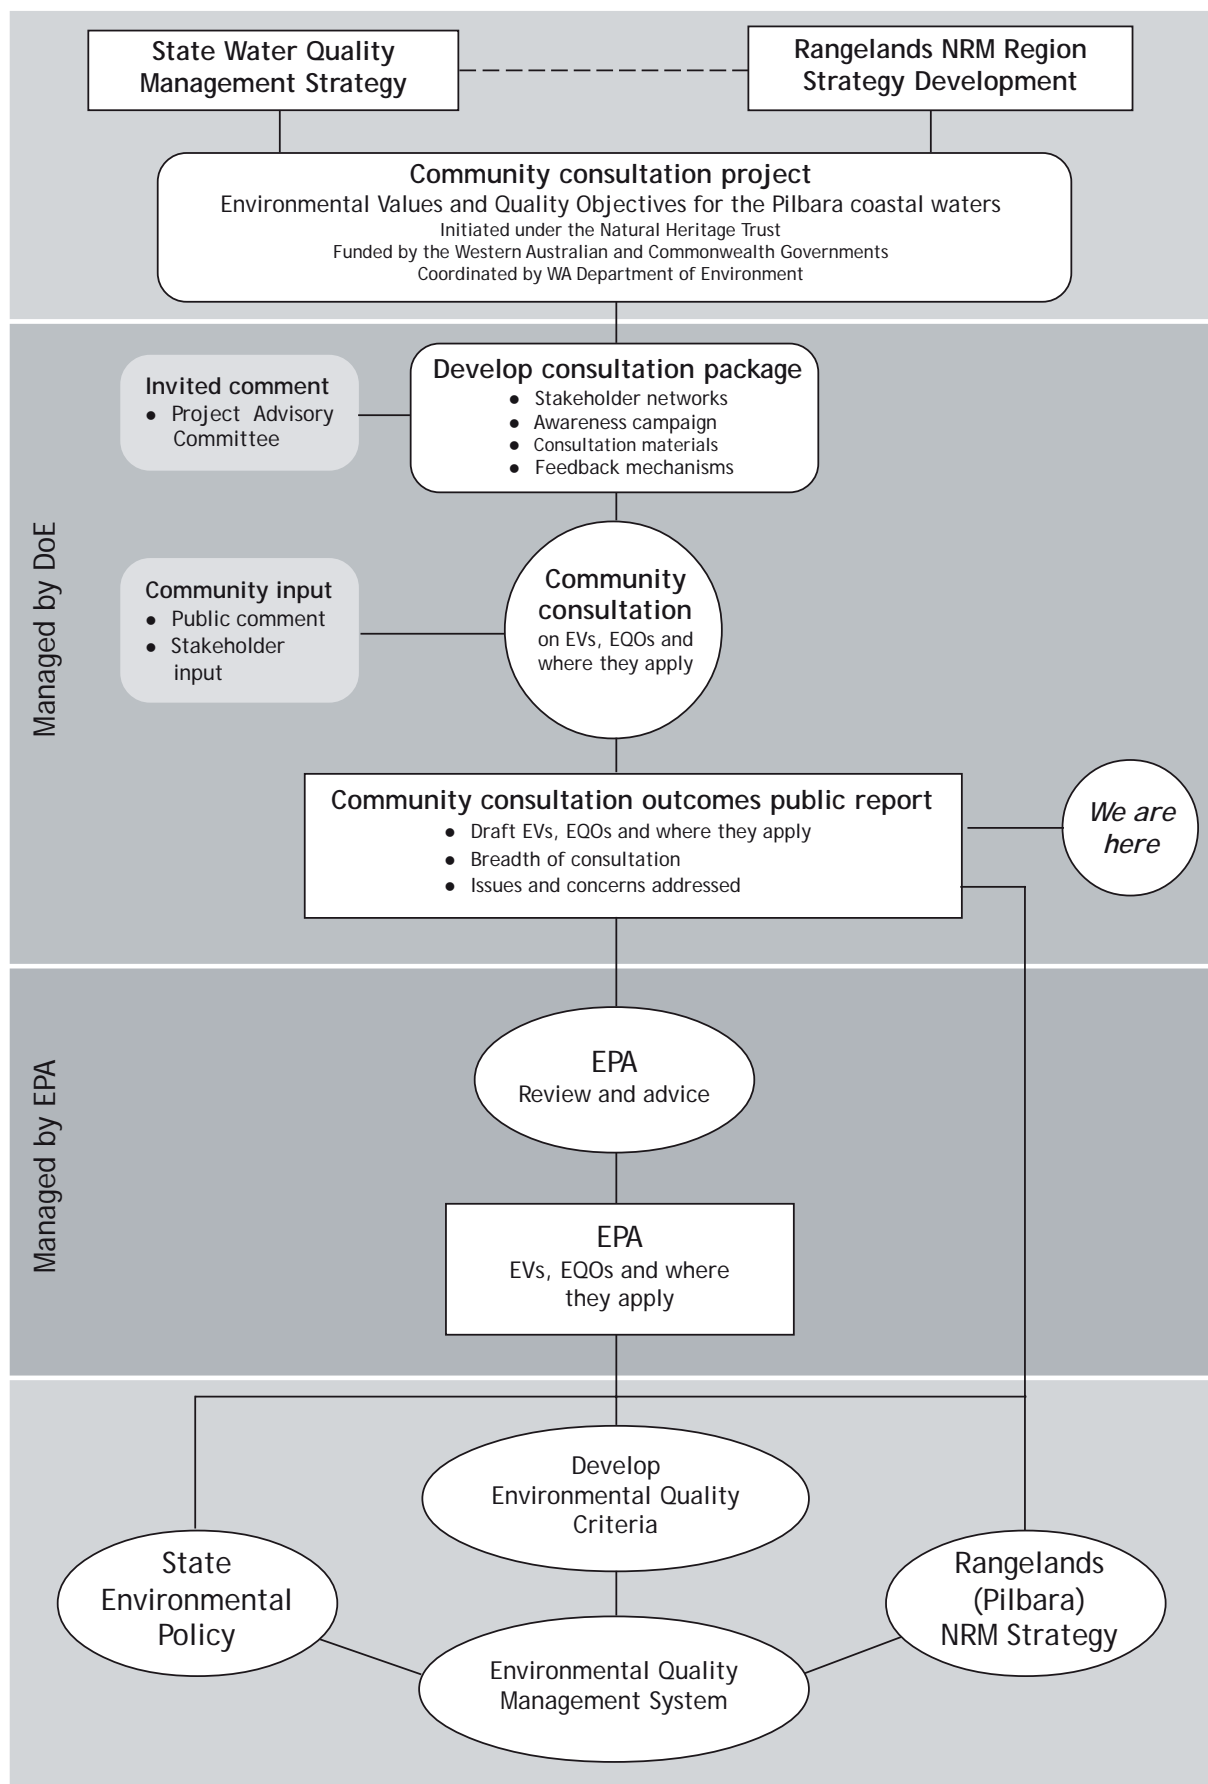 State Water Quality
Management Strategy
Rangelands NRM Region
Strategy Development
Community consultation project
Environmental Values and Quality Objectives for the Pilbara coastal waters
Initiated under the Natural Heritage Trust
Funded by the Western Australian and Commonwealth Governments
Coordinated by WA Department of Environment
Managed by DoE
Invited comment
● Project Advisory
Committee
Develop consultation package
● Stakeholder networks
● Awareness campaign
● Consultation materials
● Feedback mechanisms
Community input
● Public comment
● Stakeholder
input
Community
consultation
on EVs, EQOs and
where they apply
Community consultation outcomes public report
● Draft EVs, EQOs and where they apply
● Breadth of consultation
● Issues and concerns addressed
We are
here
Managed by EPA
EPA
Review and advice
EPA
EVs, EQOs and where
they apply
Develop
Environmental Quality
Criteria
State
Environmental
Policy
Rangelands
(Pilbara)
NRM Strategy
Environmental Quality
Management System